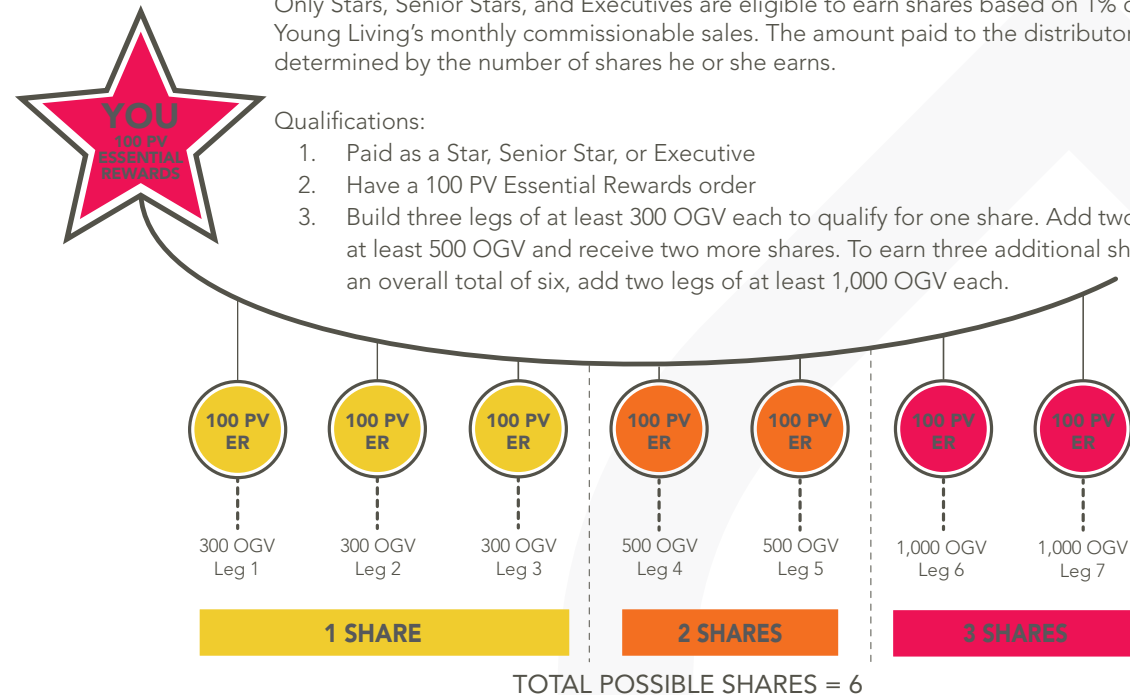 Only Stars, Senior Stars, and Executives are eligible to earn shares based on 1%
Young Living's monthly commissionable sales. The amount paid to the distributor
determined by the number of shares he or she earns.
YOU
100 PV
ESSENTIAL
REWARDS
Qualifications:
1. Paid as a Star, Senior Star, or Executive
2. Have a 100 PV Essential Rewards order
3. Build three legs of at least 300 OGV each to qualify for one share. Add two
at least 500 OGV and receive two more shares. To earn three additional
an overall total of six, add two legs of at least 1,000 OGV each.
100 PV ER 100 PV ER 100 PV ER 100 PV ER 100 PV ER 100 PV ER 100 PV ER
300 OGV 300 OGV 300 OGV 500 OGV 500 OGV 1,000 OGV 1,000 OGV
Leg 1 Leg 2 Leg 3 Leg 4 Leg 5 Leg 6 Leg 7
1 SHARE 2 SHARES 3 SHARES
TOTAL POSSIBLE SHARES = 6